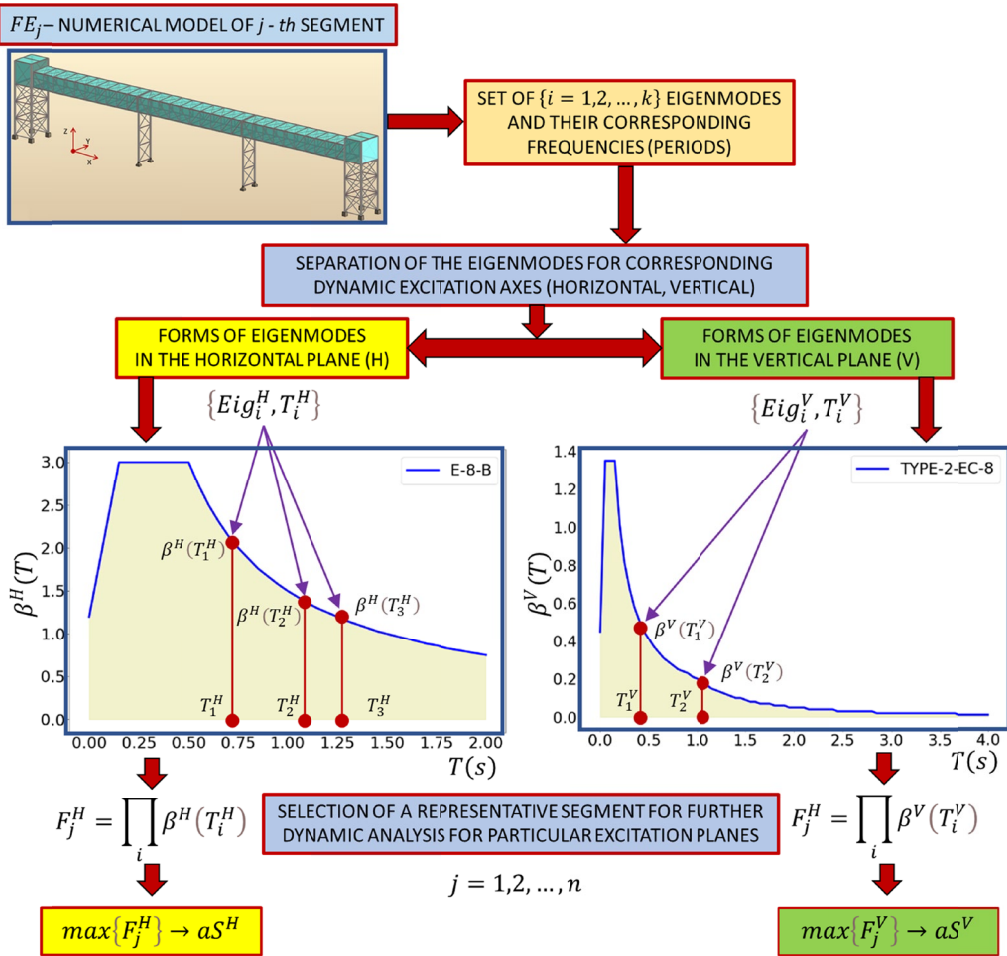 FE_j – NUMERICAL MODEL OF j - th SEGMENT
Z
Y
X
SET OF {i = 1,2, ..., k} EIGENMODES
AND THEIR CORRESPONDING
FREQUENCIES (PERIODS)
SEPARATION OF THE EIGENMODES FOR CORRESPONDING
DYNAMIC EXCITATION AXES (HORIZONTAL, VERTICAL)
FORMS OF EIGENMODES
IN THE HORIZONTAL PLANE (H)
FORMS OF EIGENMODES
IN THE VERTICAL PLANE (V)
{Eig_i^H, T_i^H}
{Eig_i^V, T_i^V}
E-8-B
3.0
2.5
2.0
1.5
1.0
0.5
0.0
β^H(T)
β^H(T_1^H)
β^H(T_2^H)
β^H(T_3^H)
T_1^H
T_2^H
T_3^H
0.00 0.25 0.50 0.75 1.00 1.25 1.50 1.75 2.00
T(s)
TYPE-2-EC-8
1.4
1.2
1.0
0.8
0.6
0.4
0.2
0.0
β^V(T)
β^V(T_1^V)
β^V(T_2^V)
T_1^V
T_2^V
0.0 0.5 1.0 1.5 2.0 2.5 3.0 3.5 4.0
T(s)
F_j^H = ∏_i β^H(T_i^H)
SELECTION OF A REPRESENTATIVE SEGMENT FOR FURTHER
DYNAMIC ANALYSIS FOR PARTICULAR EXCITATION PLANES
F_j^H = ∏_i β^V(T_i^V)
j = 1,2, ..., n
max{F_j^H} → aS^H
max{F_j^V} → aS^V